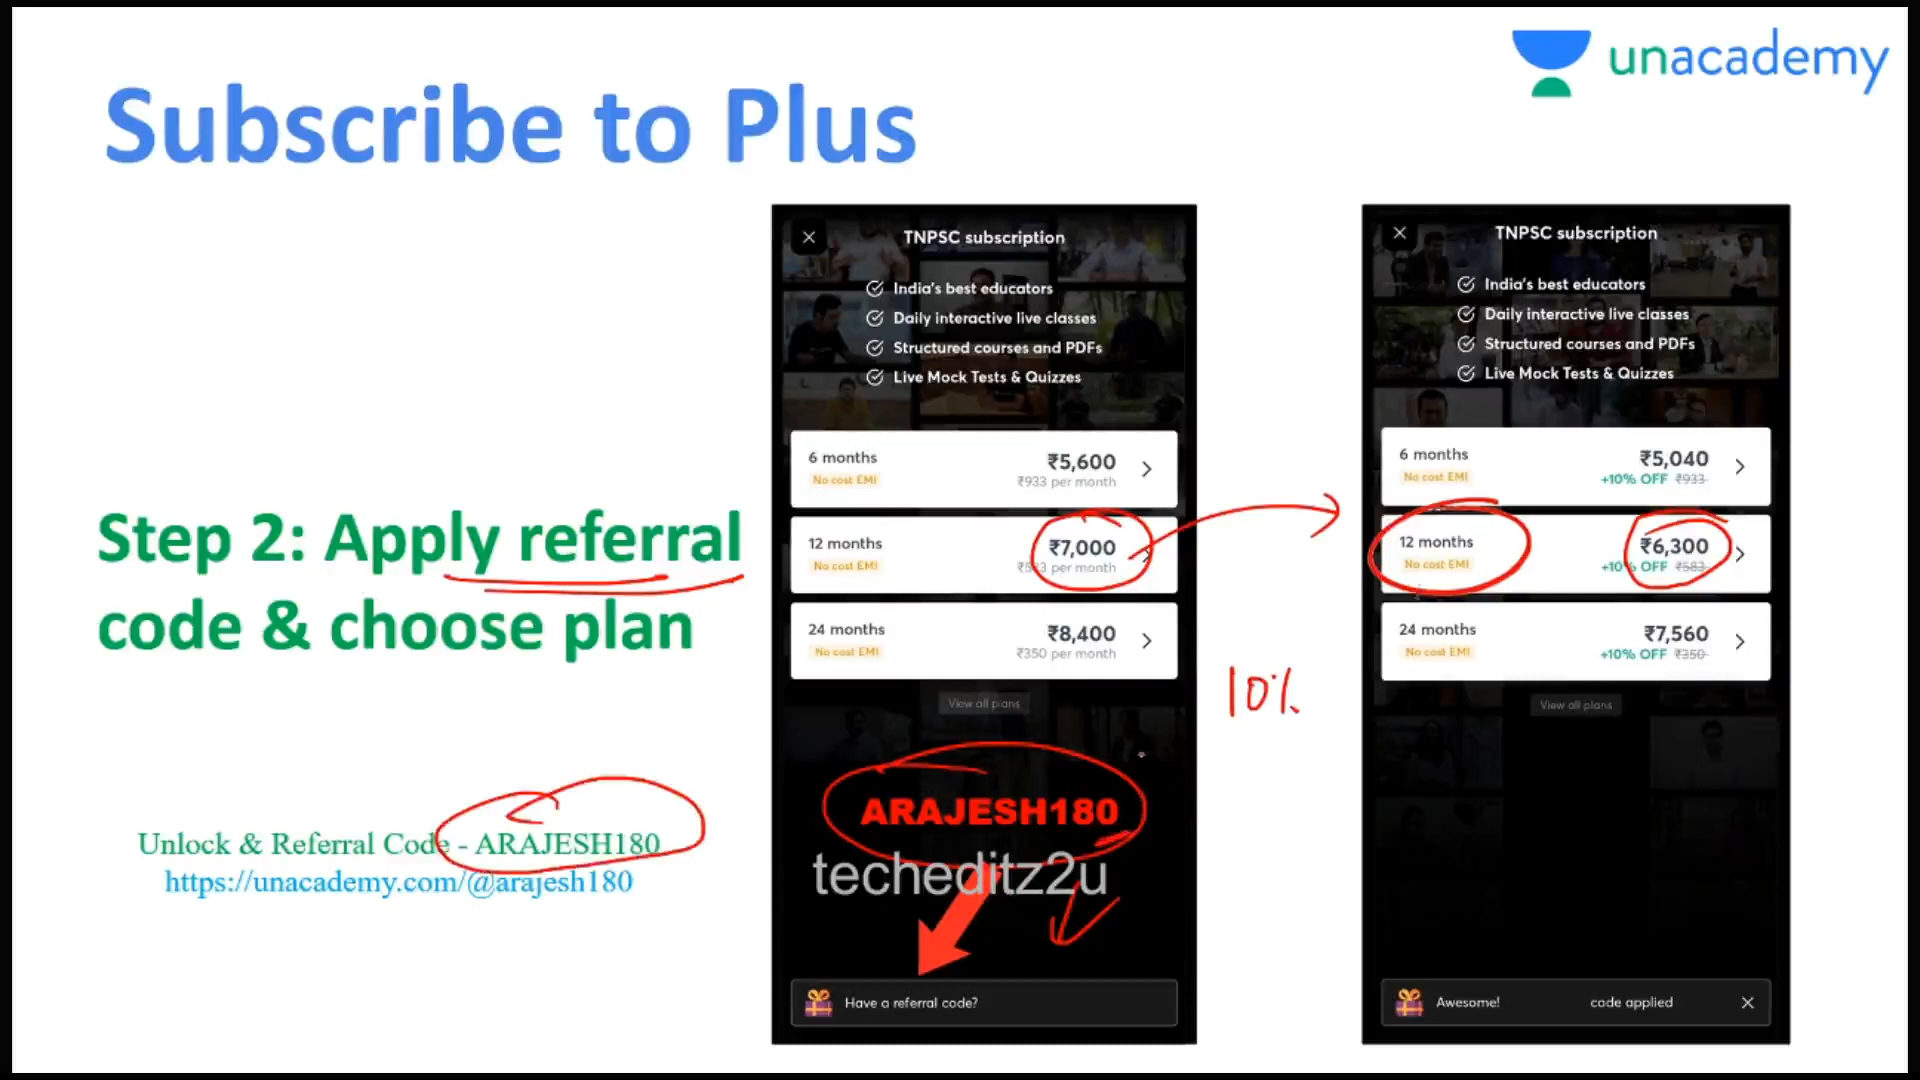 unacademy
Subscribe to Plus
Step 2: Apply referral
code & choose plan
Unlock & Referral Code - ARAJESH180
https://unacademy.com/@arajesh180
TNPSC subscription
India's best educators
Daily interactive live classes
Structured courses and PDFs
Live Mock Tests & Quizzes
6 months
₹5,600
No cost EMI
₹933 per month
12 months
₹7,000
No cost EMI
₹583 per month
24 months
₹8,400
No cost EMI
₹350 per month
View all plans
ARAJESH180
techeditz2u
Have a referral code?
10%
TNPSC subscription
India's best educators
Daily interactive live classes
Structured courses and PDFs
Live Mock Tests & Quizzes
6 months
₹5,040
No cost EMI
+10% OFF ₹933
12 months
₹6,300
No cost EMI
+10% OFF ₹583
24 months
₹7,560
No cost EMI
+10% OFF ₹350
View all plans
Awesome! code applied